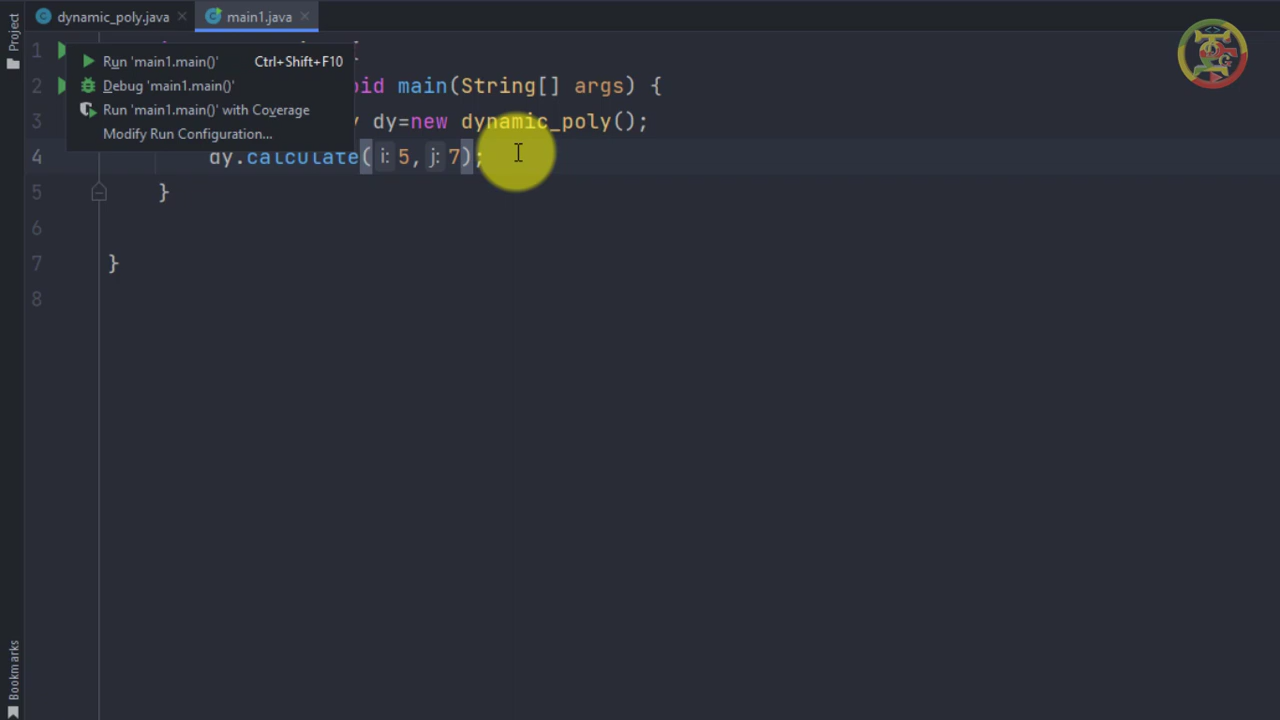 Project
dynamic_poly.java
main1.java
1
Run 'main1.main()' Ctrl+Shift+F10
{
2
Debug 'main1.main()'
id main(String[] args) {
Run 'main1.main()' with Coverage
3
y dy=new dynamic_poly();
Modify Run Configuration...
4 dy.calculate( i: 5, j: 7);
5 }
6
7 }
8
Bookmarks